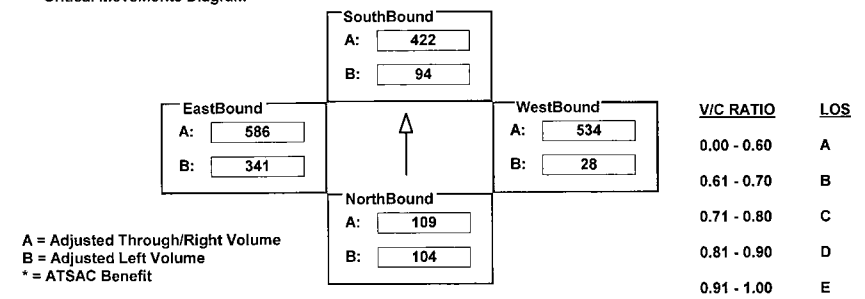 Critical Movements Diagram
SouthBound
A: 422
B: 94
EastBound
A: 586
B: 341
WestBound
A: 534
B: 28
NorthBound
A: 109
B: 104
A = Adjusted Through/Right Volume
B = Adjusted Left Volume
* = ATSAC Benefit
V/C RATIO LOS
0.00 - 0.60 A
0.61 - 0.70 B
0.71 - 0.80 C
0.81 - 0.90 D
0.91 - 1.00 E